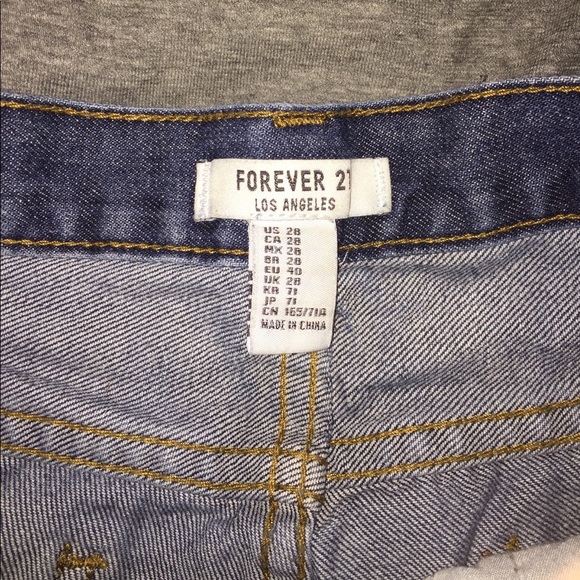 FOREVER 21
LOS ANGELES
US 28
CA 28
MX 28
BR 28
EU 40
UK 28
KR 71
JP 71
CN 165/71A
MADE IN CHINA